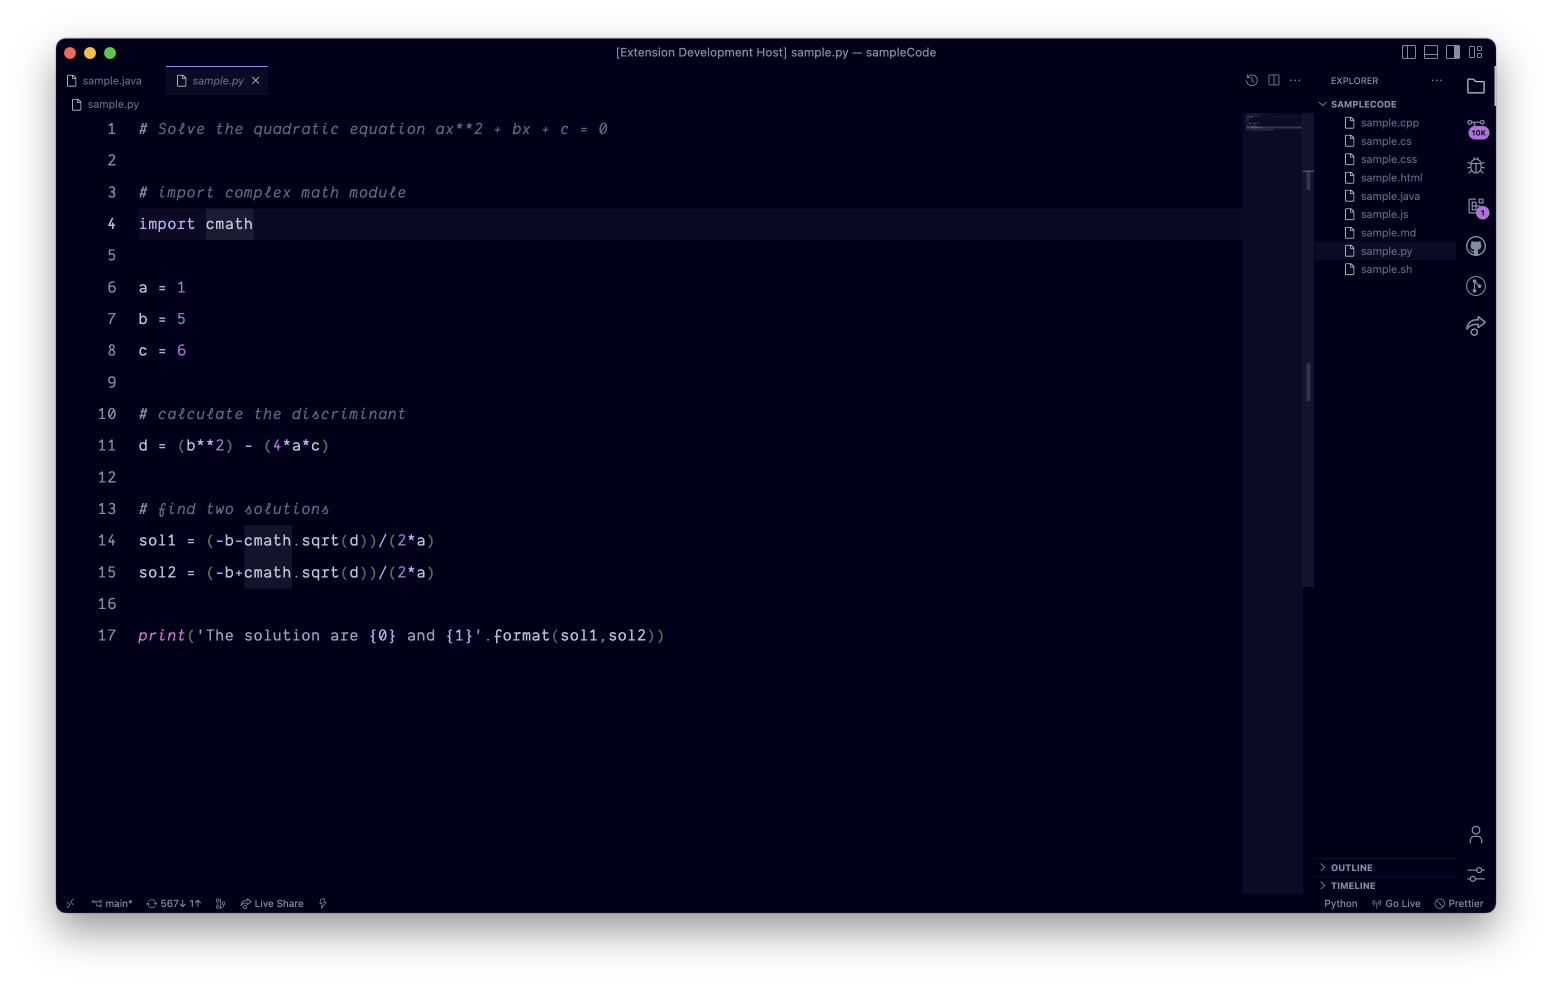 [Extension Development Host] sample.py — sampleCode
sample.java
sample.py
sample.py
1 # Solve the quadratic equation ax**2 + bx + c = 0
2
3 # import complex math module
4 import cmath
5
6 a = 1
7 b = 5
8 c = 6
9
10 # calculate the discriminant
11 d = (b**2) - (4*a*c)
12
13 # find two solutions
14 sol1 = (-b-cmath.sqrt(d))/(2*a)
15 sol2 = (-b+cmath.sqrt(d))/(2*a)
16
17 print('The solution are {0} and {1}'.format(sol1,sol2))
EXPLORER
SAMPLECODE
sample.cpp
sample.cs
sample.css
sample.html
sample.java
sample.js
sample.md
sample.py
sample.sh
OUTLINE
TIMELINE
10K
1
main*
567↓ 1↑
Live Share
Python
Go Live
Prettier